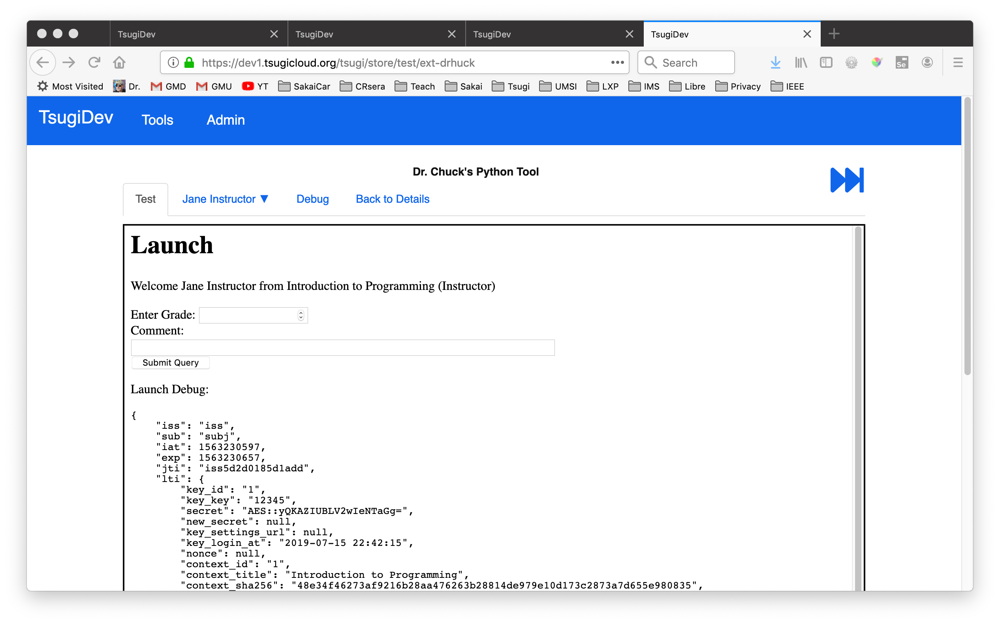 TsugiDev TsugiDev TsugiDev TsugiDev
https://dev1.tsugicloud.org/tsugi/store/test/ext-drhuck Search
Most Visited Dr. GMD GMU YT SakaiCar CRsera Teach Sakai Tsugi UMSI LXP IMS Libre Privacy IEEE
TsugiDev Tools Admin
Dr. Chuck's Python Tool
Test Jane Instructor ▼ Debug Back to Details
Launch
Welcome Jane Instructor from Introduction to Programming (Instructor)
Enter Grade:
Comment:
Submit Query
Launch Debug:
{
"iss": "iss",
"sub": "subj",
"iat": 1563230597,
"exp": 1563230657,
"jti": "iss5d2d0185d1add",
"lti": {
"key_id": "1",
"key_key": "12345",
"secret": "AES::yQKAZIUBLV2wIeNTaGg=",
"new_secret": null,
"key_settings_url": null,
"key_login_at": "2019-07-15 22:42:15",
"nonce": null,
"context_id": "1",
"context_title": "Introduction to Programming",
"context_sha256": "48e34f46273af9216b28aa476263b28814de979e10d173c2873a7d655e980835",